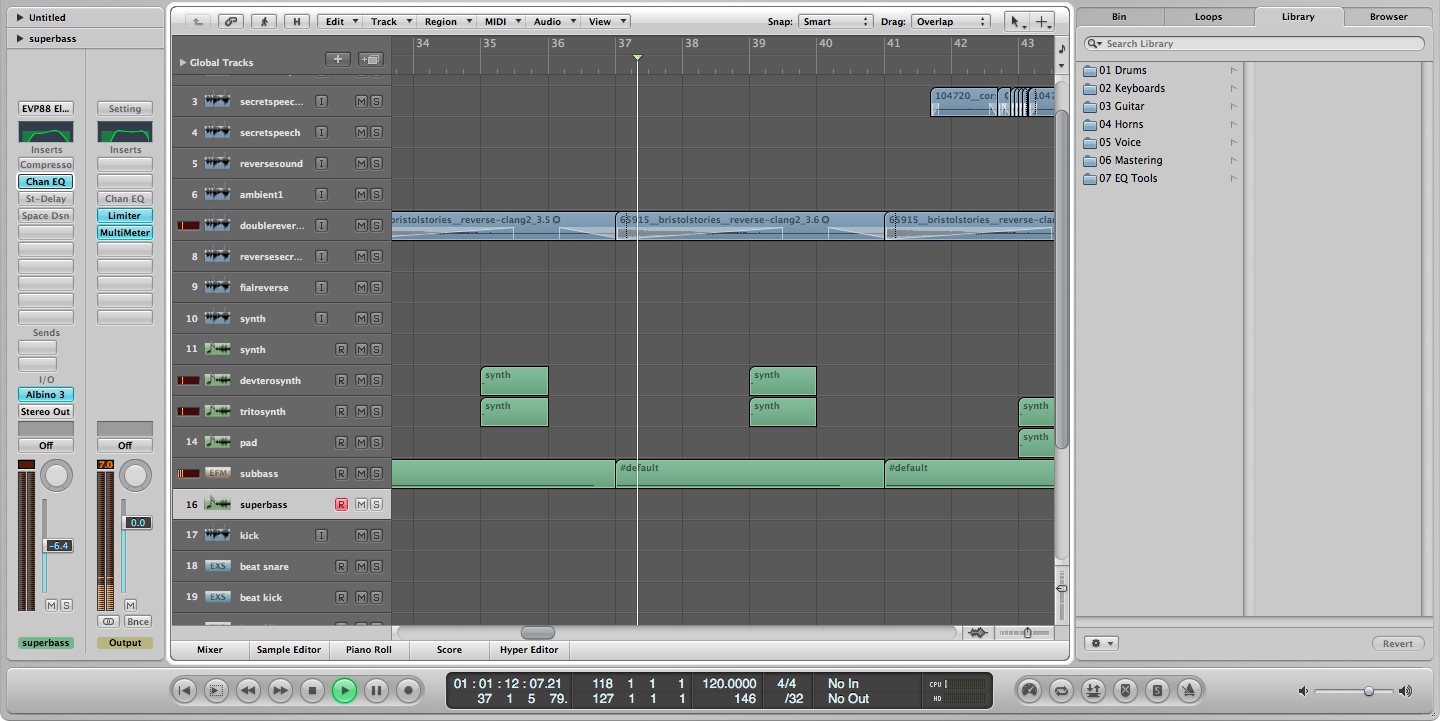 Untitled
superbass
Edit Track Region MIDI Audio View Snap: Smart Drag: Overlap
Bin Loops Library Browser
Search Library
34 35 36 37 38 39 40 41 42 43
Global Tracks
01 Drums
02 Keyboards
03 Guitar
04 Horns
05 Voice
06 Mastering
07 EQ Tools
EVP88 El... Setting
Inserts Inserts
Compresso
Chan EQ
St-Delay Chan EQ
Space Dsn Limiter
MultiMeter
Sends
I/O
Albino 3
Stereo Out
Off Off
7.0
0.0
-6.4
M S M
Bnce
superbass Output
3 secretspeec... I M S
4 secretspeech I M S
5 reversesound I M S
6 ambient1 I M S
doublerever... I M S
8 reversesecr... I M S
9 fialreverse I M S
10 synth I M S
11 synth R M S
devterosynth R M S
tritosynth R M S
14 pad R M S
EFM subbass R M S
16 superbass R M S
17 kick I M S
18 EXS beat snare R M S
19 EXS beat kick R M S
104720__cor
bristolstories__reverse-clang2_3.5 65915__bristolstories__reverse-clang2_3.6 65915__bristolstories__reverse-cla
synth synth
synth synth synth
synth
#default #default
Mixer Sample Editor Piano Roll Score Hyper Editor
Revert
01 : 01 : 12 : 07.21 118 1 1 1 120.0000 4/4 No In CPU
37 1 5 79. 127 1 1 1 146 /32 No Out HD